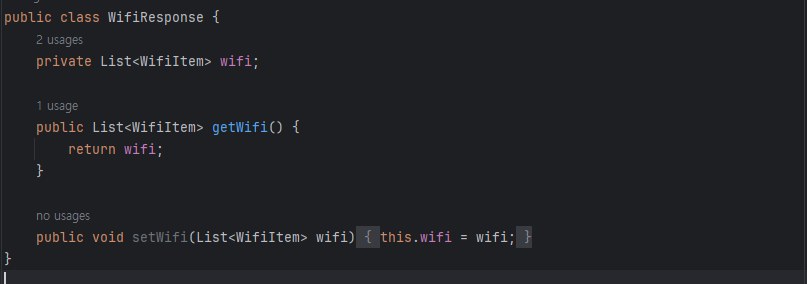 public class WifiResponse {
2 usages
private List<WifiItem> wifi;
1 usage
public List<WifiItem> getWifi() {
return wifi;
}
no usages
public void setWifi(List<WifiItem> wifi) { this.wifi = wifi; }
}